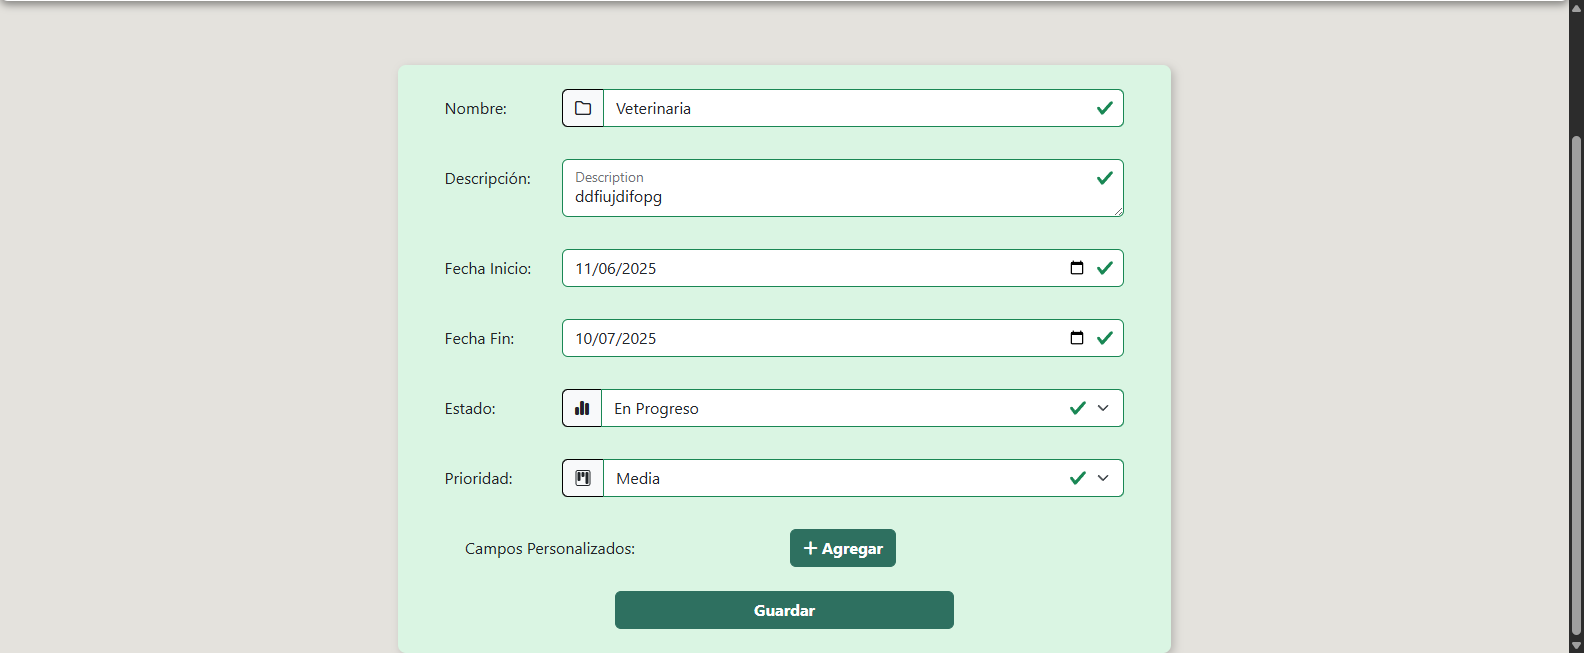 Nombre: Veterinaria
Descripción: Description
ddfiujdifopg
Fecha Inicio: 11/06/2025
Fecha Fin: 10/07/2025
Estado: En Progreso
Prioridad: Media
Campos Personalizados: + Agregar
Guardar